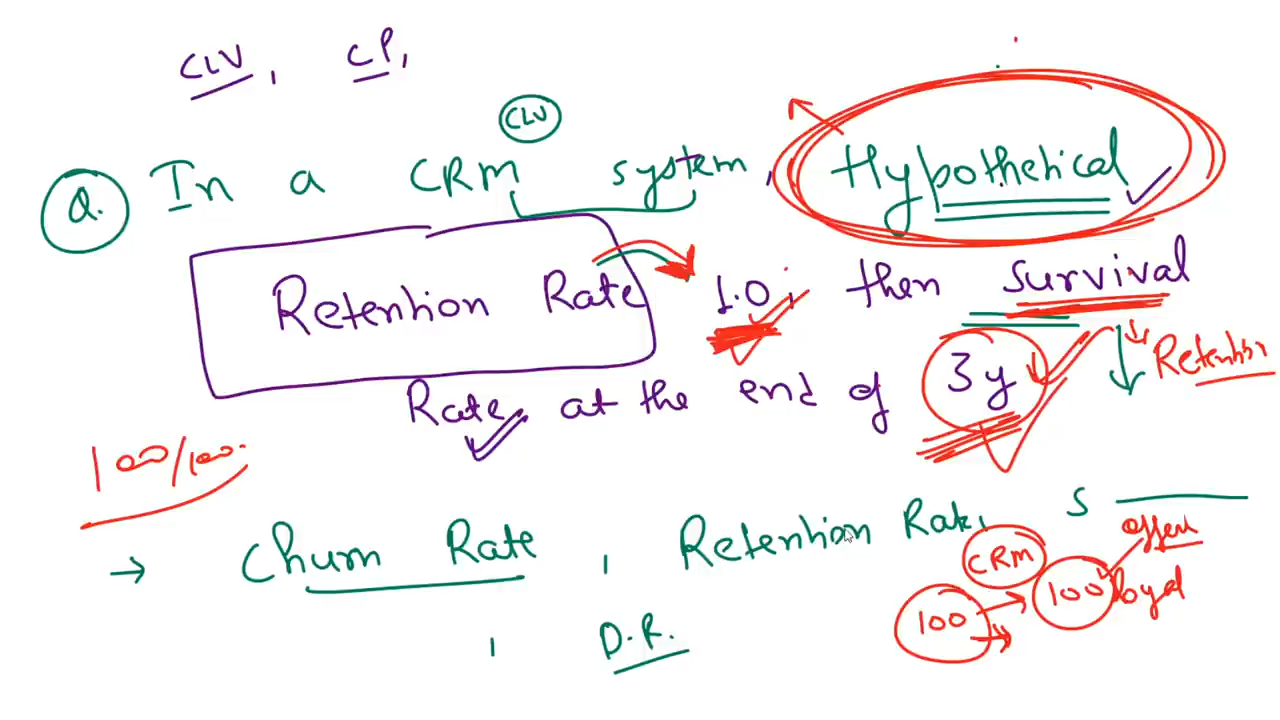 CLV, CP,
CLV
Q. In a CRM system, Hypothetical
Retention Rate 1.0, then survival
Retention
Rate at the end of 3y
100/100.
→ Churn Rate, Retention Rate, S
CRM offer
100 → 100 loyal
, D.R.